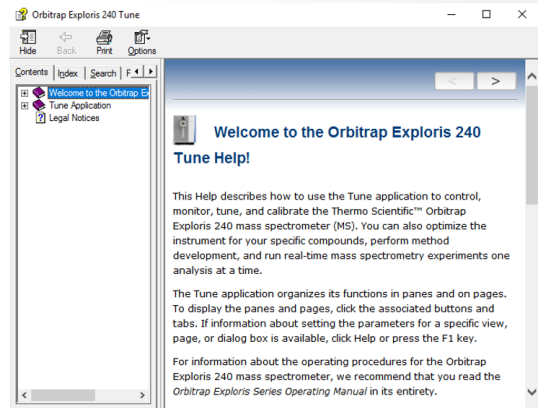 Orbitrap Exploris 240 Tune
Hide Back Print Options
Contents Index Search F
Welcome to the Orbitrap Ex
Tune Application
Legal Notices
< >
Welcome to the Orbitrap Exploris 240
Tune Help!
This Help describes how to use the Tune application to control,
monitor, tune, and calibrate the Thermo Scientific™ Orbitrap
Exploris 240 mass spectrometer (MS). You can also optimize the
instrument for your specific compounds, perform method
development, and run real-time mass spectrometry experiments one
analysis at a time.
The Tune application organizes its functions in panes and on pages.
To display the panes and pages, click the associated buttons and
tabs. If information about setting the parameters for a specific view,
page, or dialog box is available, click Help or press the F1 key.
For information about the operating procedures for the Orbitrap
Exploris 240 mass spectrometer, we recommend that you read the
Orbitrap Exploris Series Operating Manual in its entirety.